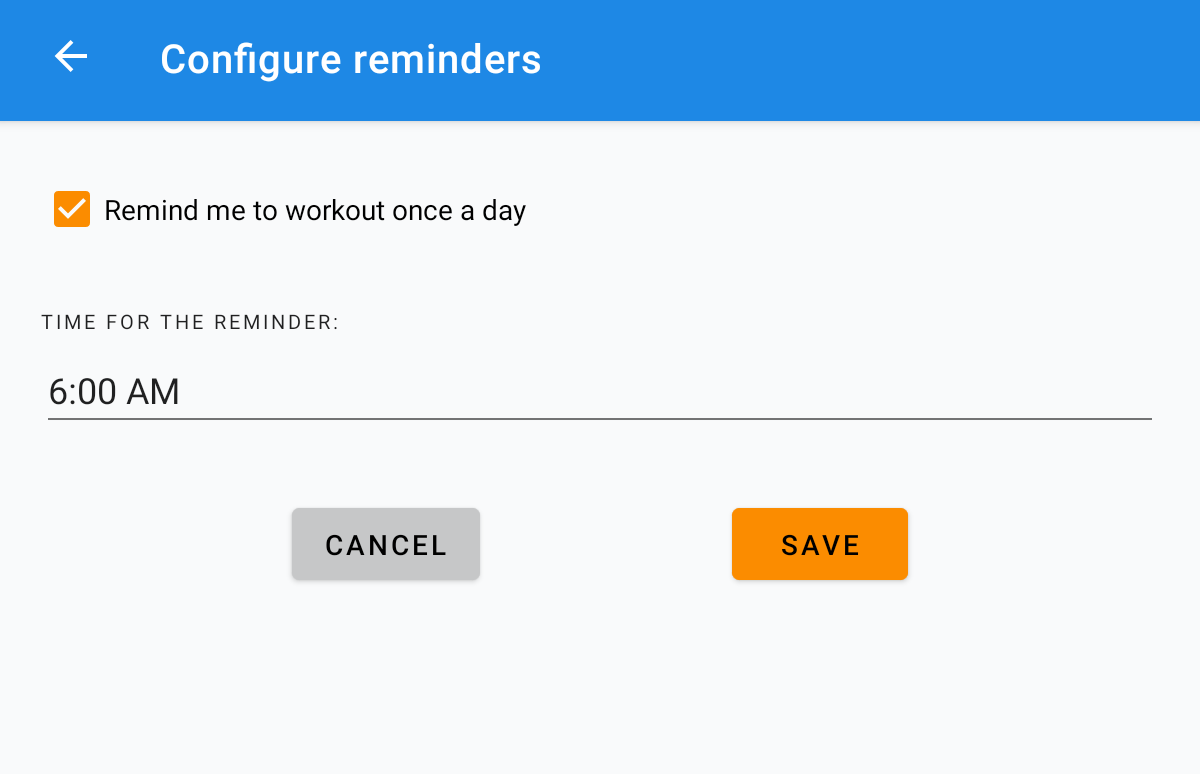 Configure reminders
Remind me to workout once a day
TIME FOR THE REMINDER:
6:00 AM
CANCEL
SAVE